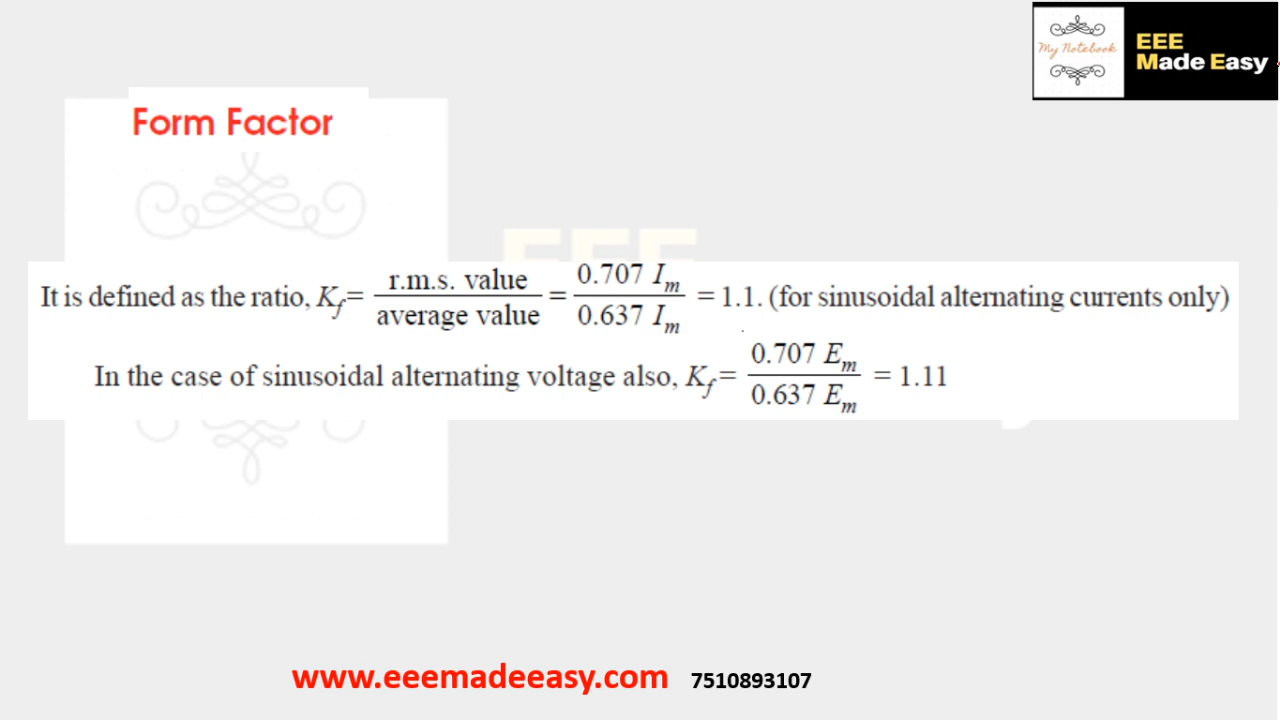 My Notebook
EEE
Made Easy
Form Factor
EEE
It is defined as the ratio, K_f = r.m.s. value / average value = 0.707 I_m / 0.637 I_m = 1.1. (for sinusoidal alternating currents only)
In the case of sinusoidal alternating voltage also, K_f = 0.707 E_m / 0.637 E_m = 1.11
www.eeemadeeasy.com 7510893107